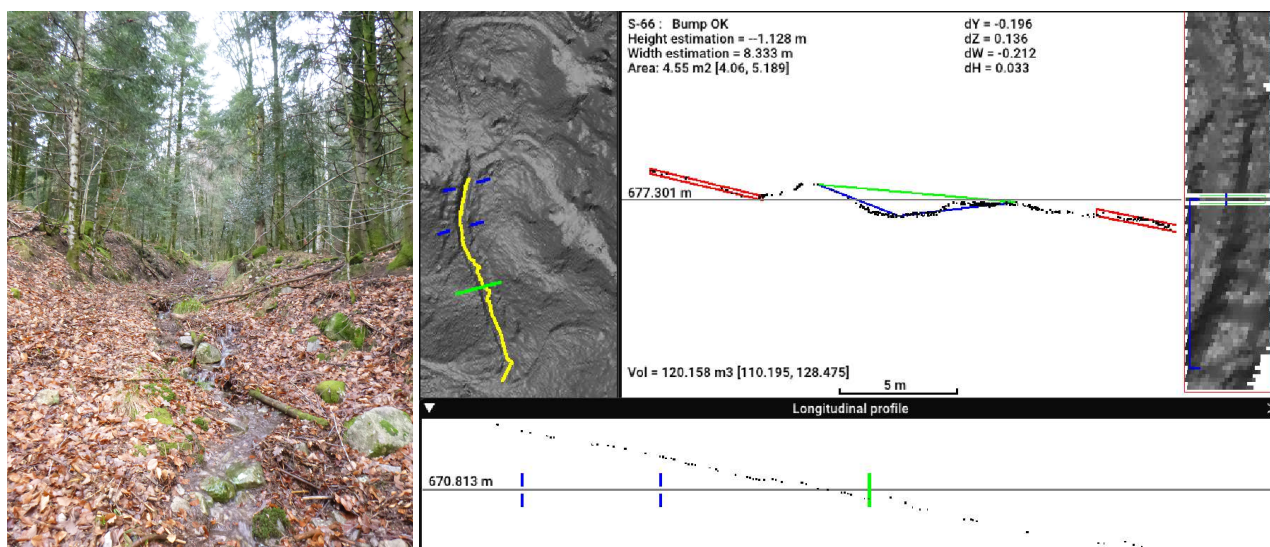 S-66 : Bump OK
Height estimation = --1.128 m
Width estimation = 8.333 m
Area: 4.55 m2 [4.06, 5.189]
dY = -0.196
dZ = 0.136
dW = -0.212
dH = 0.033
677.301 m
Vol = 120.158 m3 [110.195, 128.475]
5 m
Longitudinal profile
670.813 m